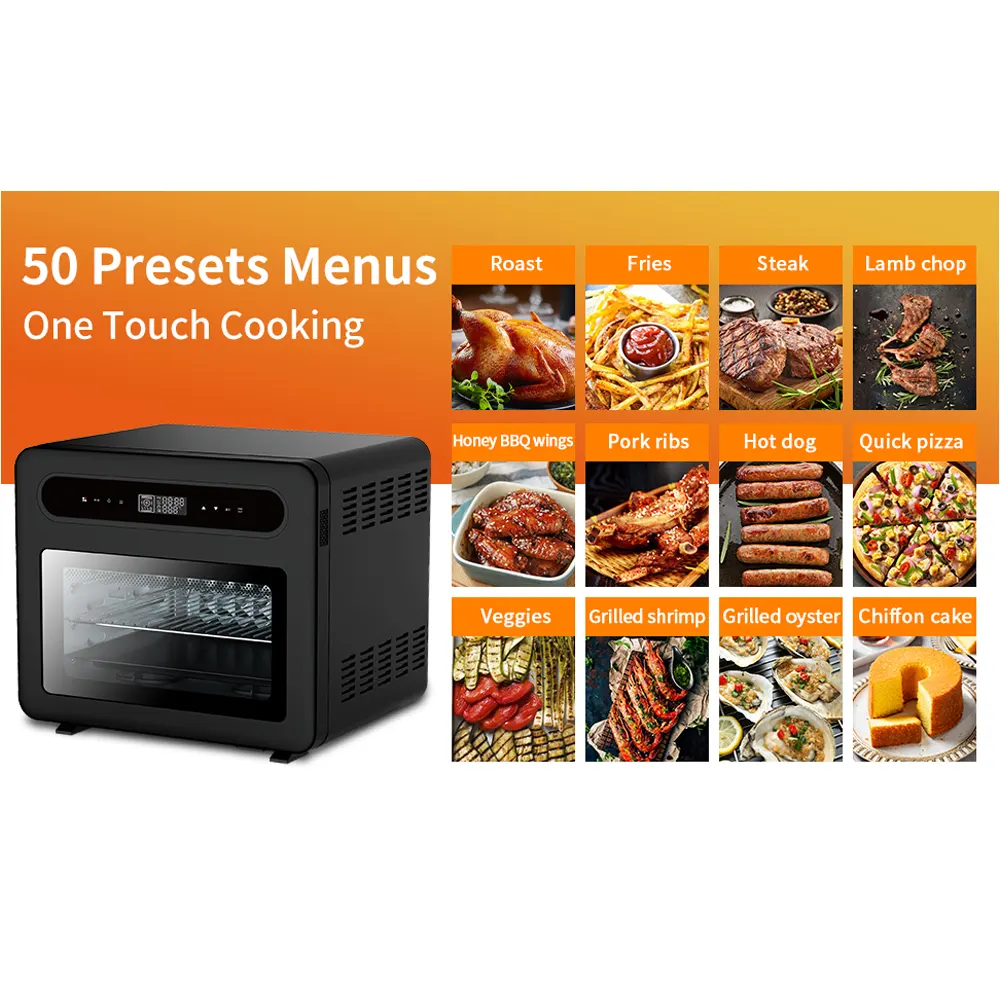 50 Presets Menus
One Touch Cooking
Roast
Fries
Steak
Lamb chop
Honey BBQ wings
Pork ribs
Hot dog
Quick pizza
Veggies
Grilled shrimp
Grilled oyster
Chiffon cake